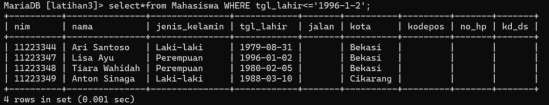 MariaDB [latihan3]> select*from Mahasiswa WHERE tgl_lahir<='1996-1-2';
+----------+---------------+---------------+------------+-------+----------+---------+-------+-------+
| nim | nama | jenis_kelamin | tgl_lahir | jalan | kota | kodepos | no_hp | kd_ds |
+----------+---------------+---------------+------------+-------+----------+---------+-------+-------+
| 11223344 | Ari Santoso | Laki-laki | 1979-08-31 | | Bekasi | | | |
| 11223347 | Lisa Ayu | Perempuan | 1996-01-02 | | Bekasi | | | |
| 11223348 | Tiara Wahidah | Perempuan | 1980-02-05 | | Bekasi | | | |
| 11223349 | Anton Sinaga | Laki-laki | 1988-03-10 | | Cikarang | | | |
+----------+---------------+---------------+------------+-------+----------+---------+-------+-------+
4 rows in set (0.001 sec)